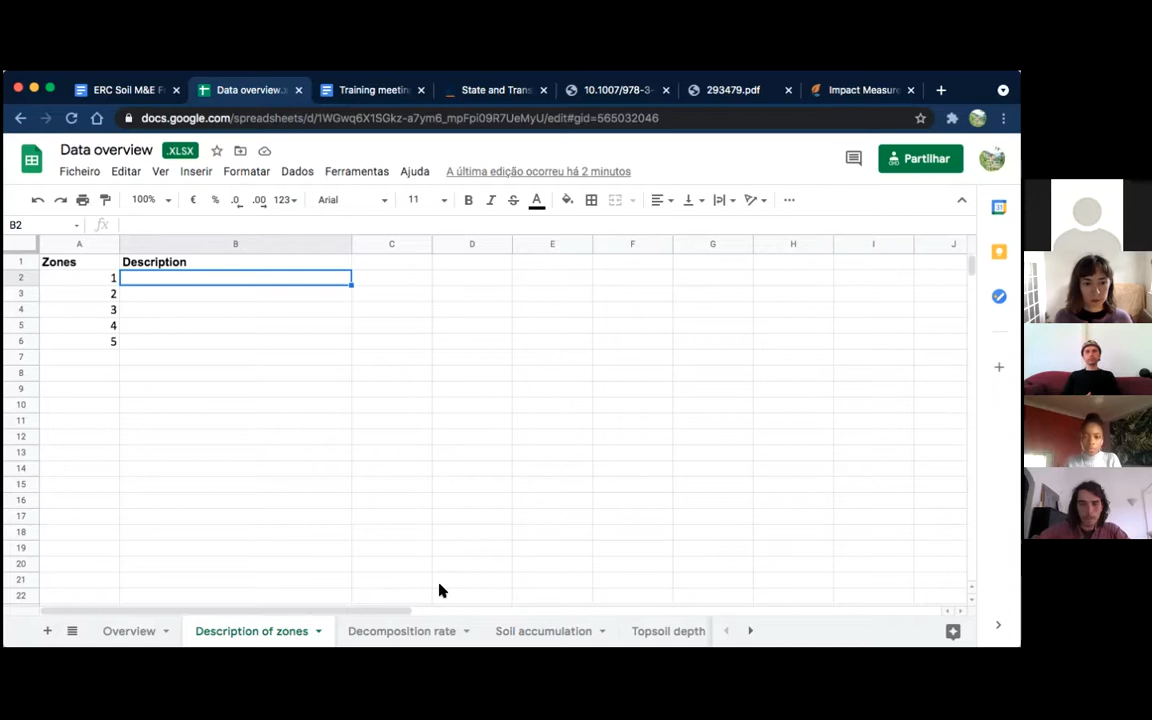 ERC Soil M&E F
Data overview.
Training meetin
State and Trans
10.1007/978-3-
293479.pdf
Impact Measure
docs.google.com/spreadsheets/d/1WGwq6X1SGkz-a7ym6_mpFpi09R7UeMyU/edit#gid=565032046
Data overview .XLSX
Partilhar
Ficheiro Editar Ver Inserir Formatar Dados Ferramentas Ajuda A última edição ocorreu há 2 minutos
100% € % .0 .00 123 Arial 11 B I S A
B2 fx
A B C D E F G H I J
1 Zones Description
2 1
3 2
4 3
5 4
6 5
7
8
9
10
11
12
13
14
15
16
17
18
19
20
21
22
Overview Description of zones Decomposition rate Soil accumulation Topsoil depth